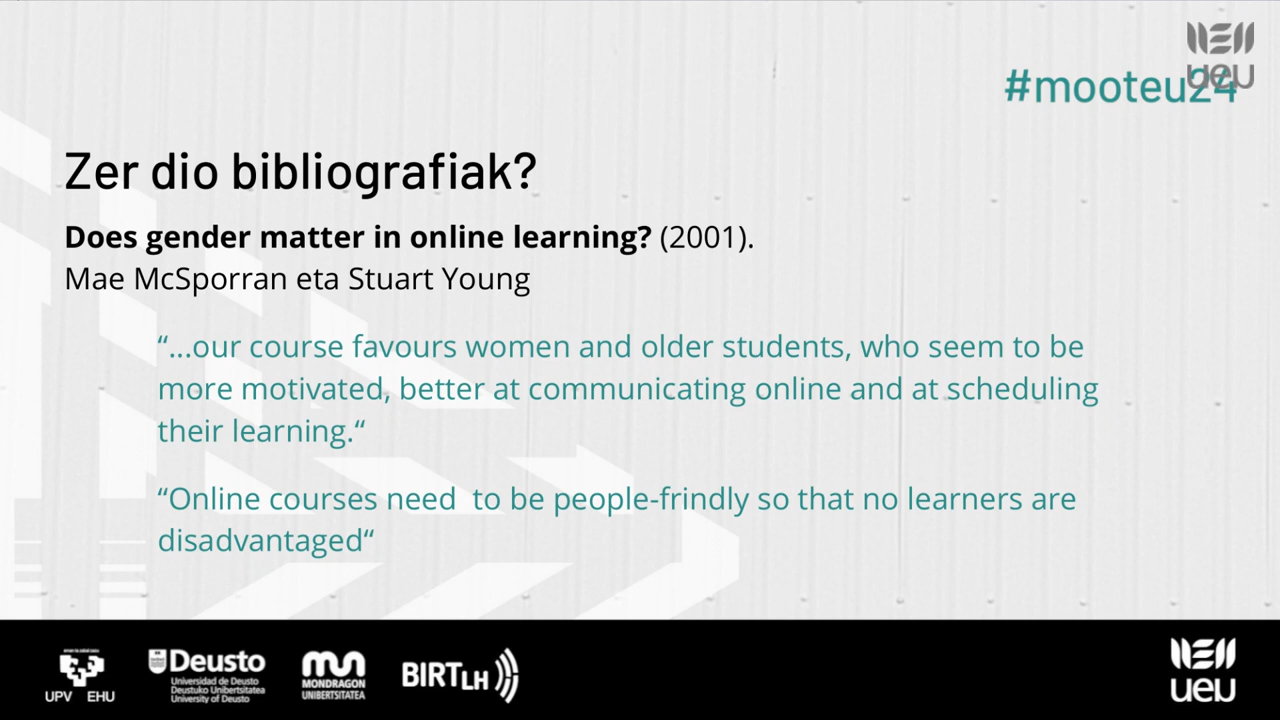 ueu
#mooteu24
Zer dio bibliografiak?
Does gender matter in online learning? (2001).
Mae McSporran eta Stuart Young
“...our course favours women and older students, who seem to be
more motivated, better at communicating online and at scheduling
their learning.“
“Online courses need  to be people-frindly so that no learners are
disadvantaged“
UPV EHU
Deusto
Universidad de Deusto
Deustuko Unibertsitatea
University of Deusto
MONDRAGON
UNIBERTSITATEA
BIRTLH
ueu